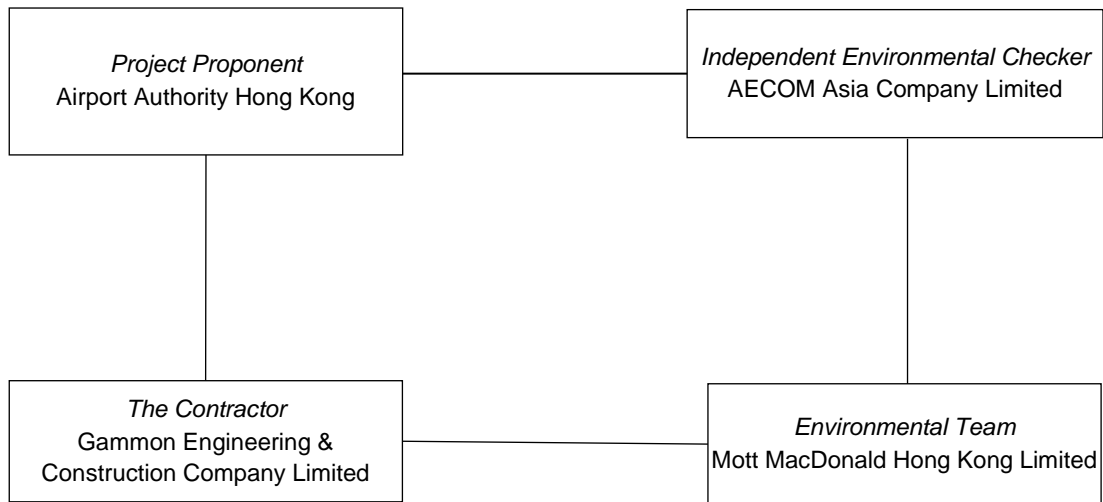 Project Proponent
Airport Authority Hong Kong
Independent Environmental Checker
AECOM Asia Company Limited
The Contractor
Gammon Engineering &
Construction Company Limited
Environmental Team
Mott MacDonald Hong Kong Limited